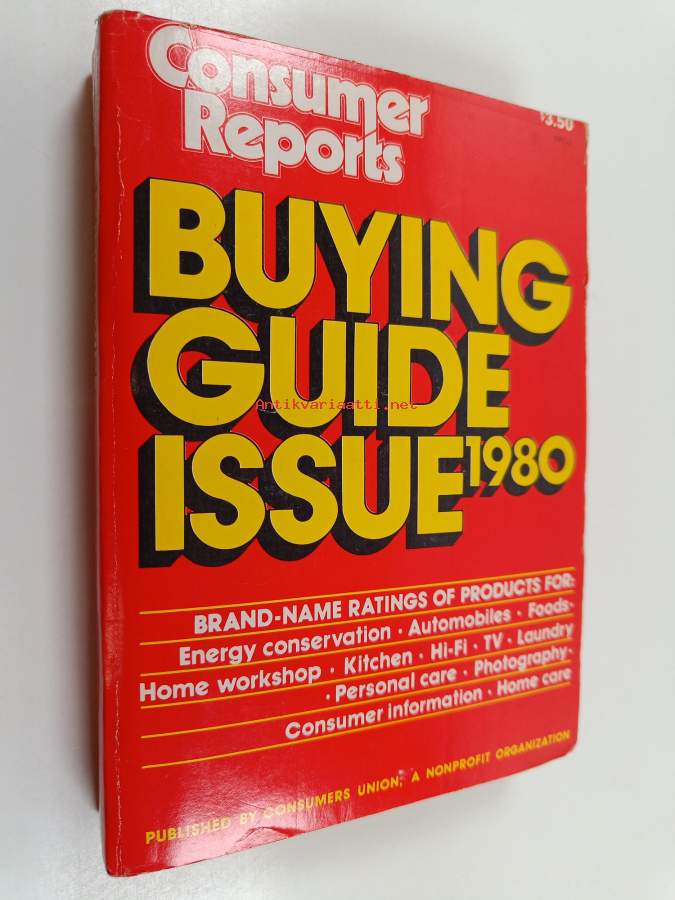 Consumer
Reports
$3.50
BUYING
GUIDE
Antikvariaatti.net
ISSUE 1980
BRAND-NAME RATINGS OF PRODUCTS FOR:
Energy conservation · Automobiles · Foods·
Home workshop · Kitchen · Hi-Fi · TV · Laundry
·Personal care · Photography·
Consumer information · Home care
PUBLISHED BY CONSUMERS UNION, A NONPROFIT ORGANIZATION